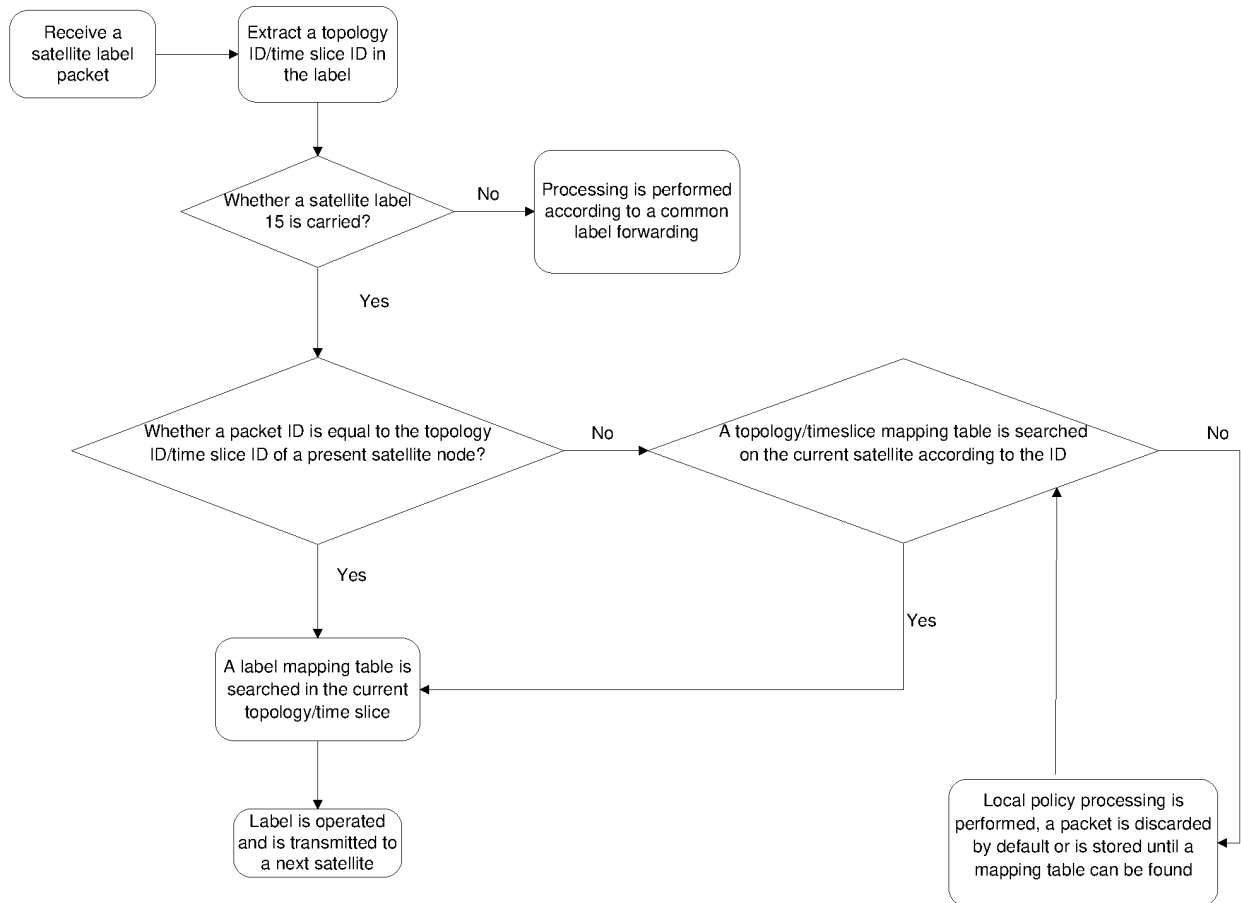 Receive a
satellite label
packet
Extract a topology
ID/time slice ID in
the label
Whether a satellite label
15 is carried?
No
Processing is performed
according to a common
label forwarding
Yes
Whether a packet ID is equal to the topology
ID/time slice ID of a present satellite node?
No
A topology/timeslice mapping table is searched
on the current satellite according to the ID
No
Yes
Yes
A label mapping table is
searched in the current
topology/time slice
Label is operated
and is transmitted to
a next satellite
Local policy processing is
performed, a packet is discarded
by default or is stored until a
mapping table can be found